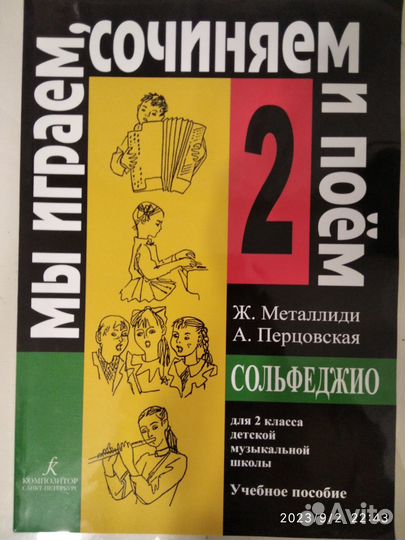 Мы играем,
сочиняем
и поём
2
Ж. Металлиди
А. Перцовская
СОЛЬФЕДЖИО
для 2 класса
детской
музыкальной
школы
Учебное пособие
КОМПОЗИТОР
САНКТ-ПЕТЕРБУРГ
2023/9/2 22:43
Avito